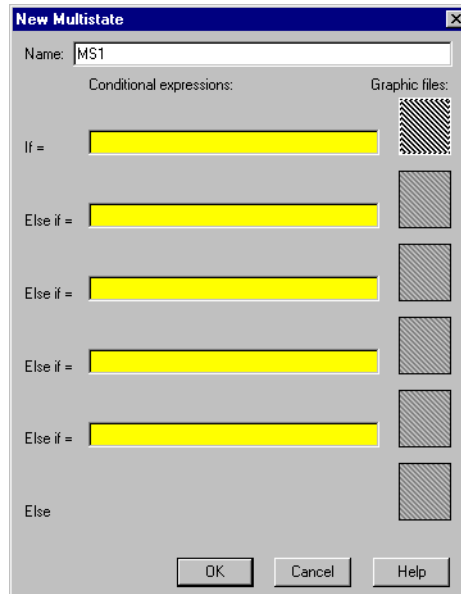 New Multistate
Name: MS1
Conditional expressions: Graphic files:
If =
Else if =
Else if =
Else if =
Else if =
Else
OK Cancel Help